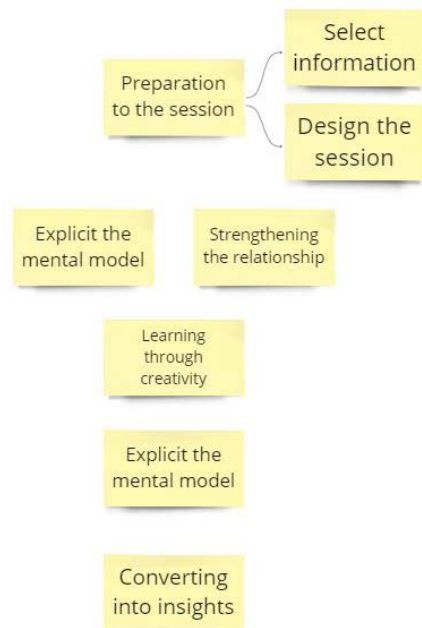 Select
information
Preparation
to the session
Design the
session
Explicit the
mental model
Strengthening
the relationship
Learning
through
creativity
Explicit the
mental model
Converting
into insights